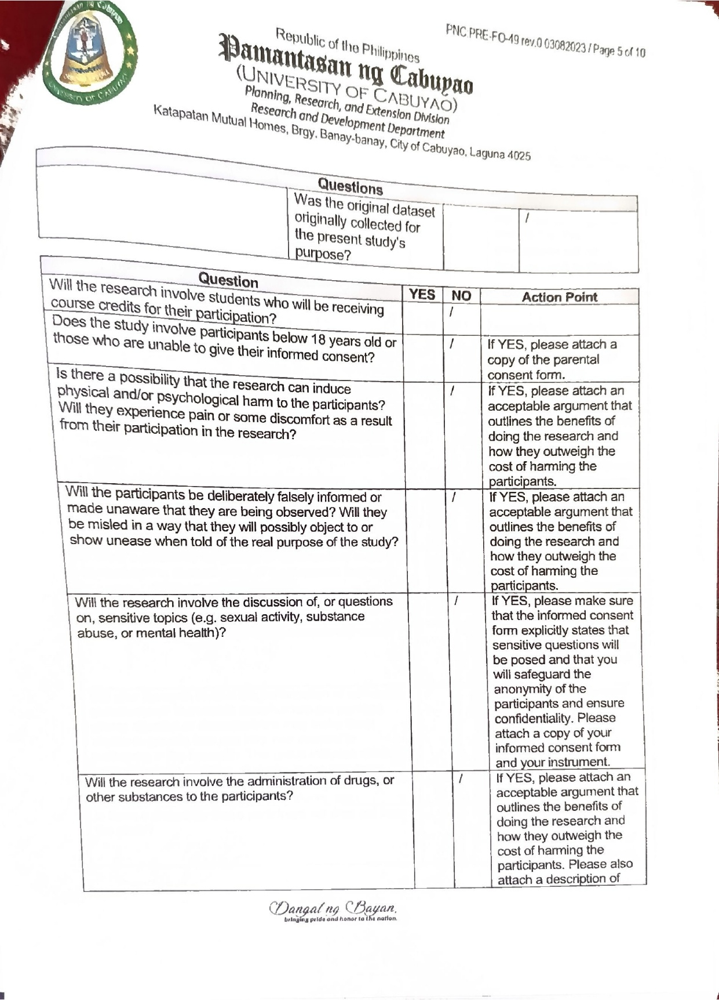 PNC:PRE-FO-49 rev.0 03082023 / Page 5 of 10
Republic of the Philippines
Pamantasan ng Cabuyao
(UNIVERSITY OF CABUYAO)
Planning, Research, and Extension Division
Research and Development Department
Katapatan Mutual Homes, Brgy. Banay-banay, City of Cabuyao, Laguna 4025
UNIVERSITY OF CABUYAO
Questions
Was the original dataset
originally collected for
the present study's
purpose?
/
Question
YES
NO
Action Point
Will the research involve students who will be receiving
course credits for their participation?
/
Does the study involve participants below 18 years old or
those who are unable to give their informed consent?
/
If YES, please attach a
copy of the parental
consent form.
Is there a possibility that the research can induce
physical and/or psychological harm to the participants?
Will they experience pain or some discomfort as a result
from their participation in the research?
/
If YES, please attach an
acceptable argument that
outlines the benefits of
doing the research and
how they outweigh the
cost of harming the
participants.
Will the participants be deliberately falsely informed or
made unaware that they are being observed? Will they
be misled in a way that they will possibly object to or
show unease when told of the real purpose of the study?
/
If YES, please attach an
acceptable argument that
outlines the benefits of
doing the research and
how they outweigh the
cost of harming the
participants.
Will the research involve the discussion of, or questions
on, sensitive topics (e.g. sexual activity, substance
abuse, or mental health)?
/
If YES, please make sure
that the informed consent
form explicitly states that
sensitive questions will
be posed and that you
will safeguard the
anonymity of the
participants and ensure
confidentiality. Please
attach a copy of your
informed consent form
and your instrument.
Will the research involve the administration of drugs, or
other substances to the participants?
/
If YES, please attach an
acceptable argument that
outlines the benefits of
doing the research and
how they outweigh the
cost of harming the
participants. Please also
attach a description of
Dangal ng Bayan,
bringing pride and honor to the nation.